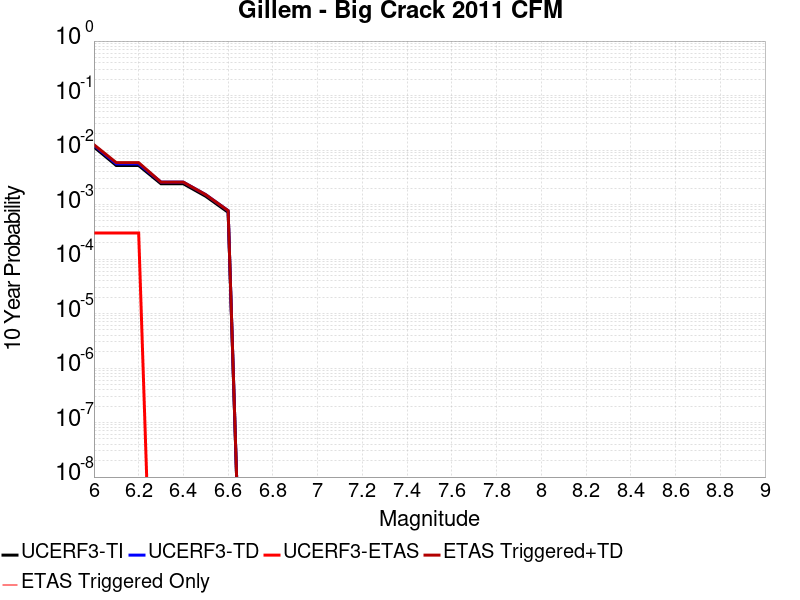 Gillem - Big Crack 2011 CFM
10 0
10 -1
10 -2
10 -3
10 -4
10 -5
10 -6
10 -7
10 -8
10 Year Probability
6 6.2 6.4 6.6 6.8 7 7.2 7.4 7.6 7.8 8 8.2 8.4 8.6 8.8 9
Magnitude
UCERF3-TI UCERF3-TD UCERF3-ETAS ETAS Triggered+TD
ETAS Triggered Only